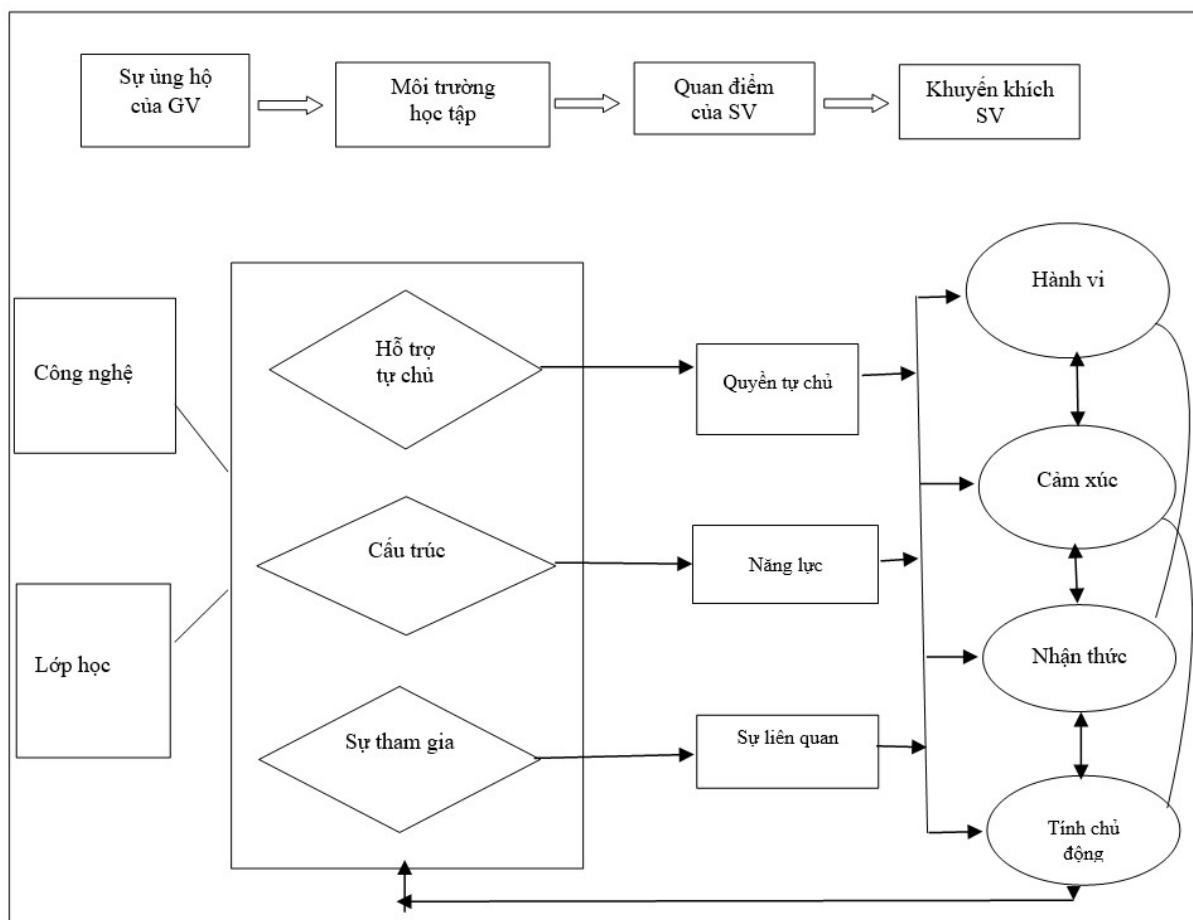 Sự ủng hộ
của GV
Môi trường
học tập
Quan điểm
của SV
Khuyến khích
SV
Công nghệ
Lớp học
Hỗ trợ
tự chủ
Cấu trúc
Sự tham gia
Quyền tự chủ
Năng lực
Sự liên quan
Hành vi
Cảm xúc
Nhận thức
Tính chủ
động